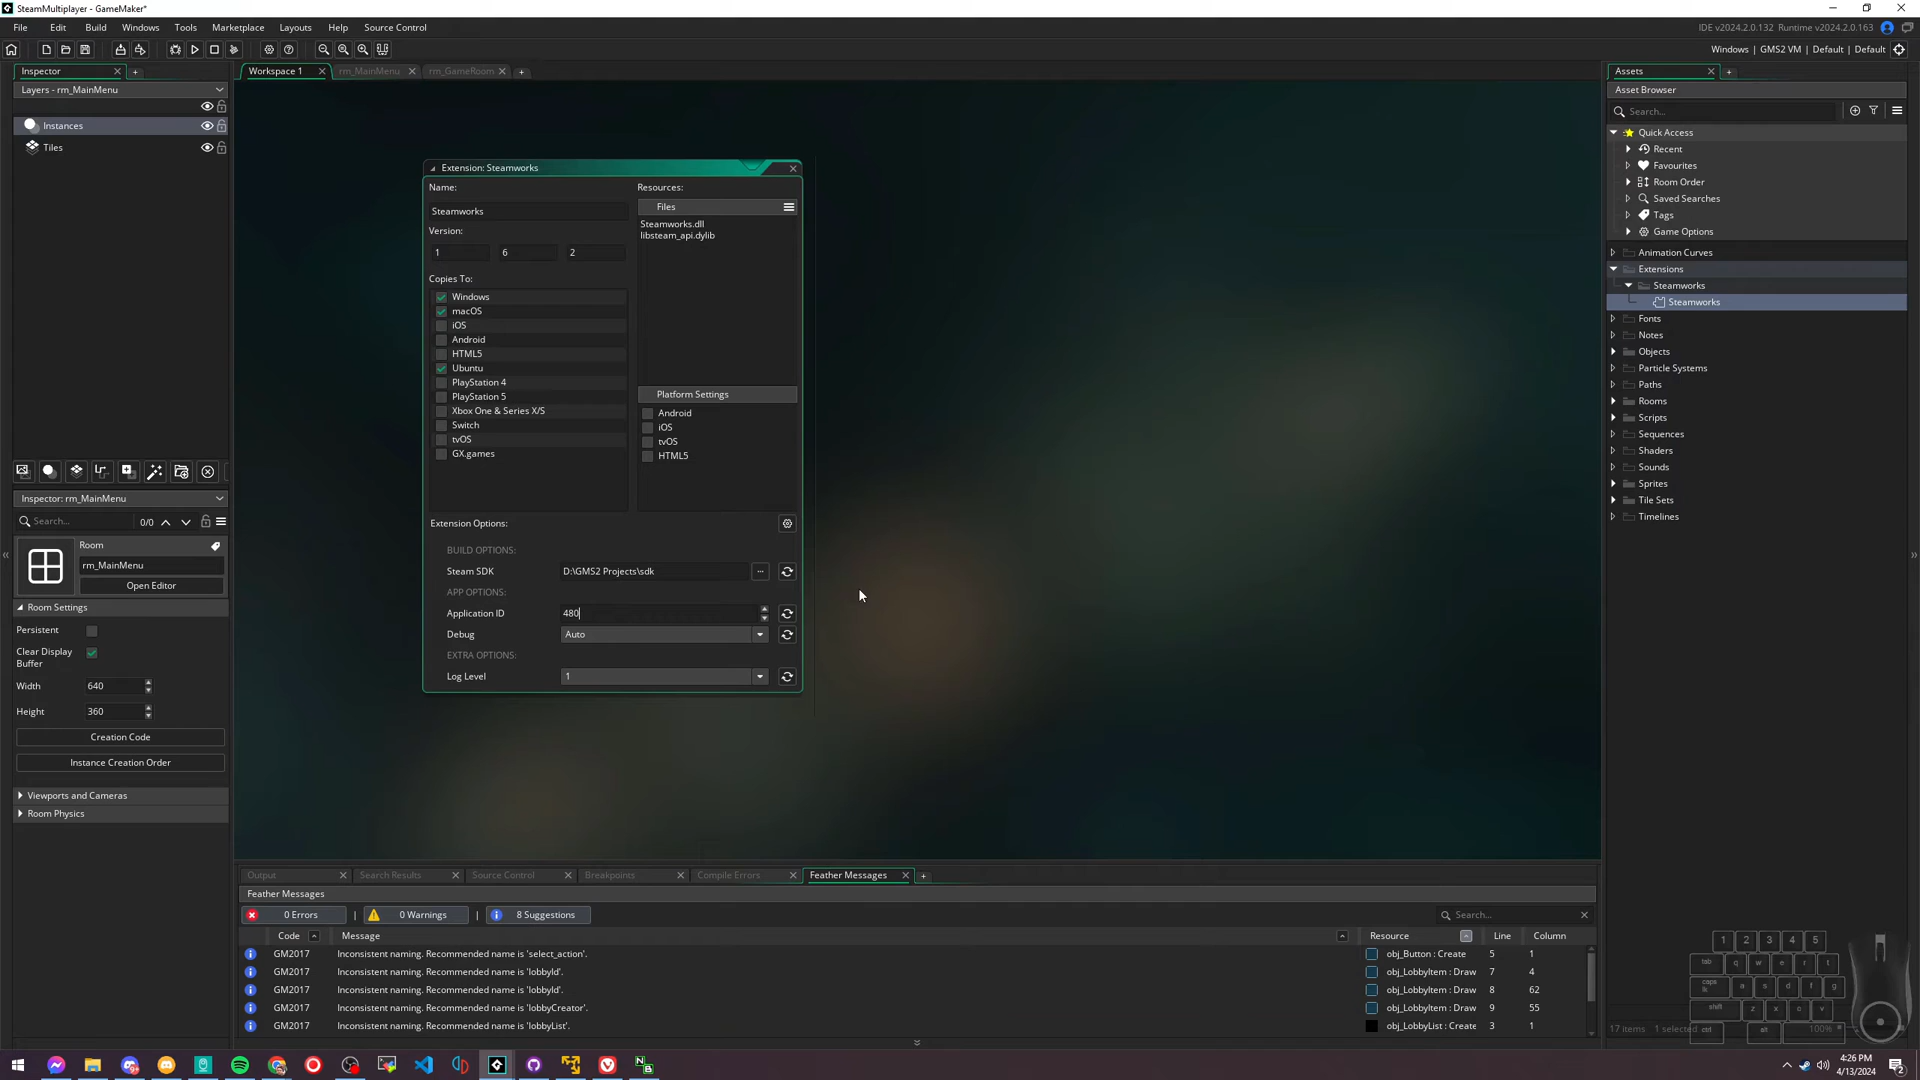 SteamMultiplayer - GameMaker*
File Edit Build Windows Tools Marketplace Layouts Help Source Control
IDE v2024.2.0.132 Runtime v2024.2.0.163
Windows | GMS2 VM | Default | Default
Inspector
Workspace 1
rm_MainMenu
rm_GameRoom
Assets
Layers - rm_MainMenu
Instances
Tiles
Extension: Steamworks
Name:
Steamworks
Version:
1 6 2
Copies To:
Windows
macOS
iOS
Android
HTML5
Ubuntu
PlayStation 4
PlayStation 5
Xbox One & Series X/S
Switch
tvOS
GX.games
Resources:
Files
Steamworks.dll
libsteam_api.dylib
Platform Settings
Android
iOS
tvOS
HTML5
Extension Options:
BUILD OPTIONS:
Steam SDK D:\GMS2 Projects\sdk ...
APP OPTIONS:
Application ID 480
Debug Auto
EXTRA OPTIONS:
Log Level 1
Asset Browser
Search...
Quick Access
Recent
Favourites
Room Order
Saved Searches
Tags
Game Options
Animation Curves
Extensions
Steamworks
Steamworks
Fonts
Notes
Objects
Particle Systems
Paths
Rooms
Scripts
Sequences
Shaders
Sounds
Sprites
Tile Sets
Timelines
Inspector: rm_MainMenu
Search... 0/0
Room
rm_MainMenu
Open Editor
Room Settings
Persistent
Clear Display
Buffer
Width 640
Height 360
Creation Code
Instance Creation Order
Viewports and Cameras
Room Physics
Output
Search Results
Source Control
Breakpoints
Compile Errors
Feather Messages
Feather Messages
0 Errors | 0 Warnings | 8 Suggestions
Search...
Code Message Resource Line Column
GM2017 Inconsistent naming. Recommended name is 'select_action'. obj_Button : Create 5 1
GM2017 Inconsistent naming. Recommended name is 'lobbyId'. obj_LobbyItem : Draw 7 4
GM2017 Inconsistent naming. Recommended name is 'lobbyId'. obj_LobbyItem : Draw 8 62
GM2017 Inconsistent naming. Recommended name is 'lobbyCreator'. obj_LobbyItem : Draw 9 55
GM2017 Inconsistent naming. Recommended name is 'lobbyList'. obj_LobbyList : Create 3 1
1 2 3 4 5
tab q w e r t
caps lk a s d f g
shift z x c v b
ctrl alt
17 items 1 selected 100%
4:26 PM
4/13/2024
2